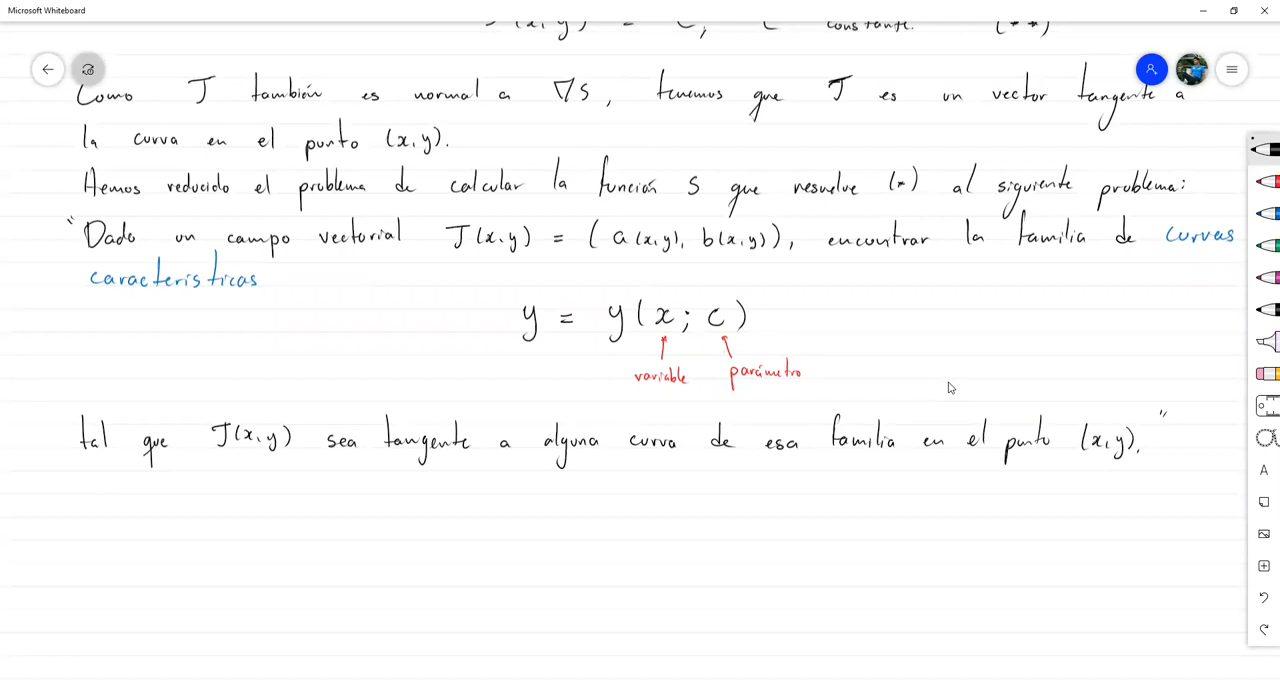 Microsoft Whiteboard
J(x,y) = C, C constante. (**)
Como J también es normal a ∇S, tenemos que J es un vector tangente a
la curva en el punto (x,y).
Hemos reducido el problema de calcular la función S que resuelve (*) al siguiente problema:
"Dado un campo vectorial J(x,y) = (a(x,y), b(x,y)), encontrar la familia de curvas
características
y = y(x; c)
variable parámetro
tal que J(x,y) sea tangente a alguna curva de esa familia en el punto (x,y)."
A